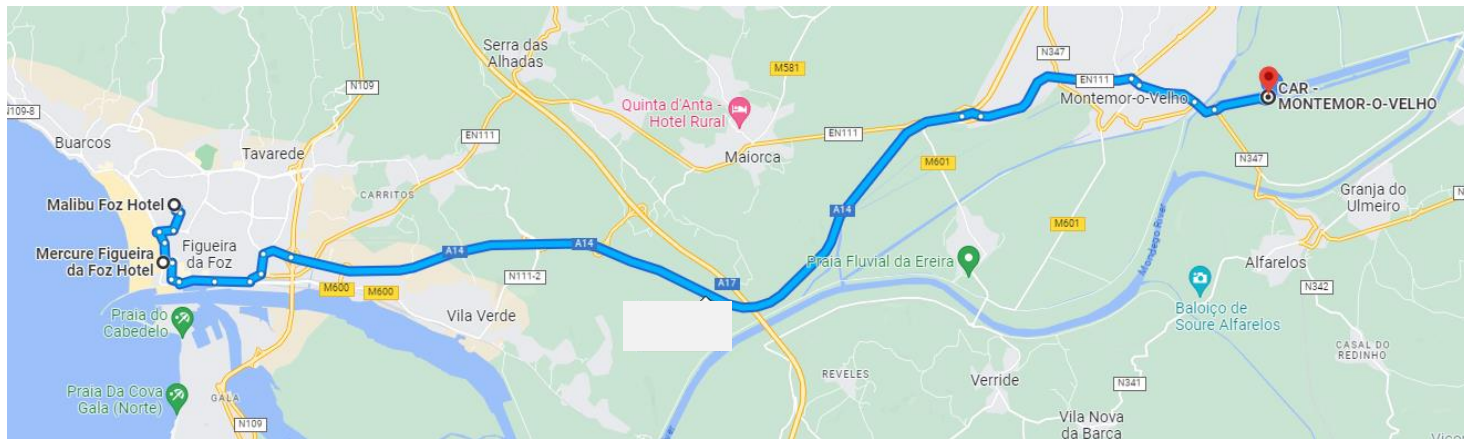 Serra das
Alhadas
N347
M581
N109
EN111
Montemor-o-Velho
CAR -
MONTEMOR-O-VELHO
N109-8
Quinta d'Anta -
Hotel Rural
Buarcos
Tavarede
EN111
Maiorca
M601
N347
CARRITOS
Granja do
Ulmeiro
Malibu Foz Hotel
A14
M601
Mondego River
Figueira
da Foz
Mercure Figueira
da Foz Hotel
A14
A14
N111-2
Praia Fluvial da Ereira
Alfarelos
A17
M600
M600
N342
Baloiço de
Soure Alfarelos
Praia do
Cabedelo
Vila Verde
CASAL DO
REDINHO
REVELES
Verride
N341
Praia Da Cova
Gala (Norte)
GALA
N109
Vila Nova
da Barca